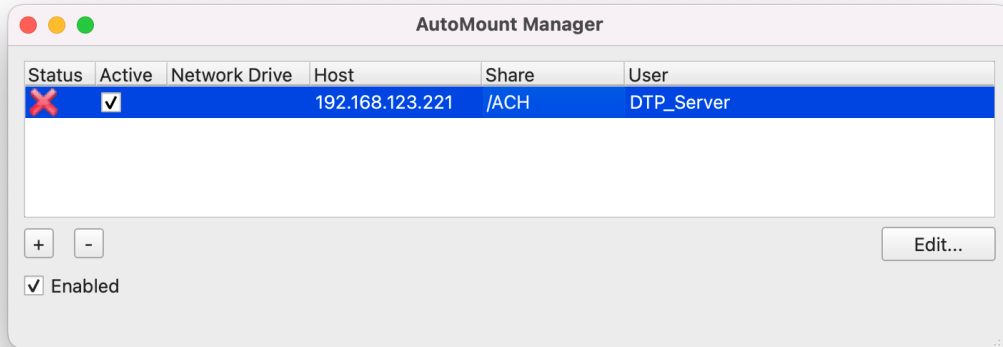 AutoMount Manager
Status Active Network Drive Host Share User
192.168.123.221 /ACH DTP_Server
+ - Edit...
Enabled